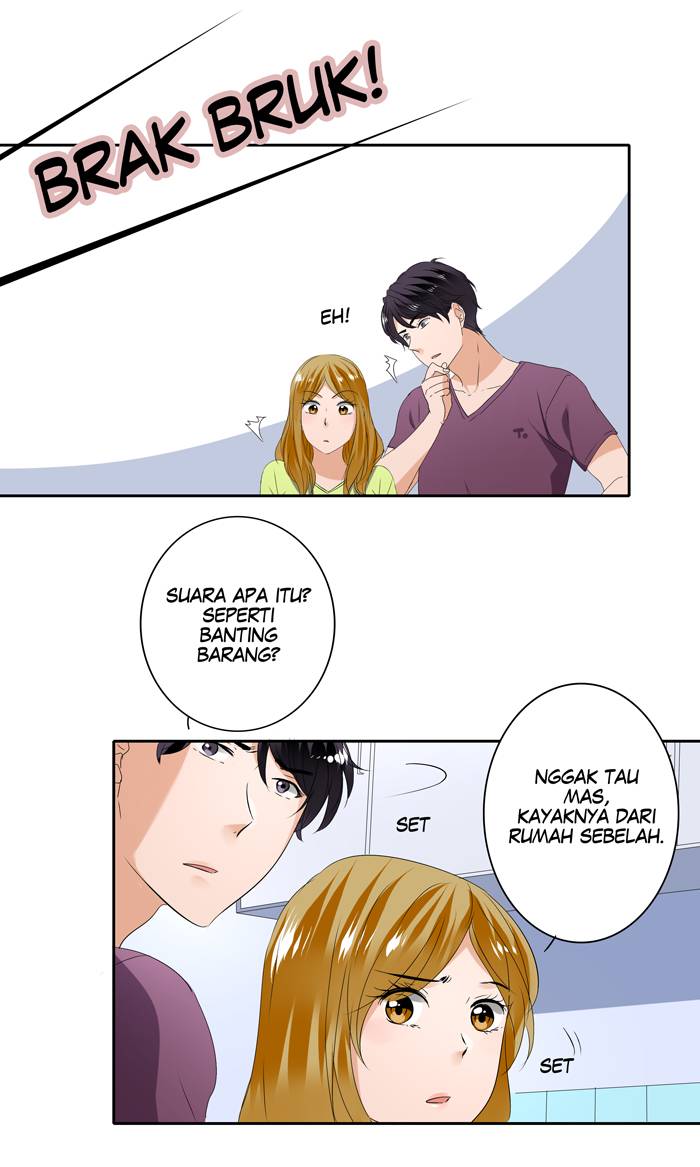 BRAK BRUK!
EH!
T.
SUARA APA ITU?
SEPERTI
BANTING
BARANG?
NGGAK TAU
MAS,
KAYAKNYA DARI
RUMAH SEBELAH.
SET
SET